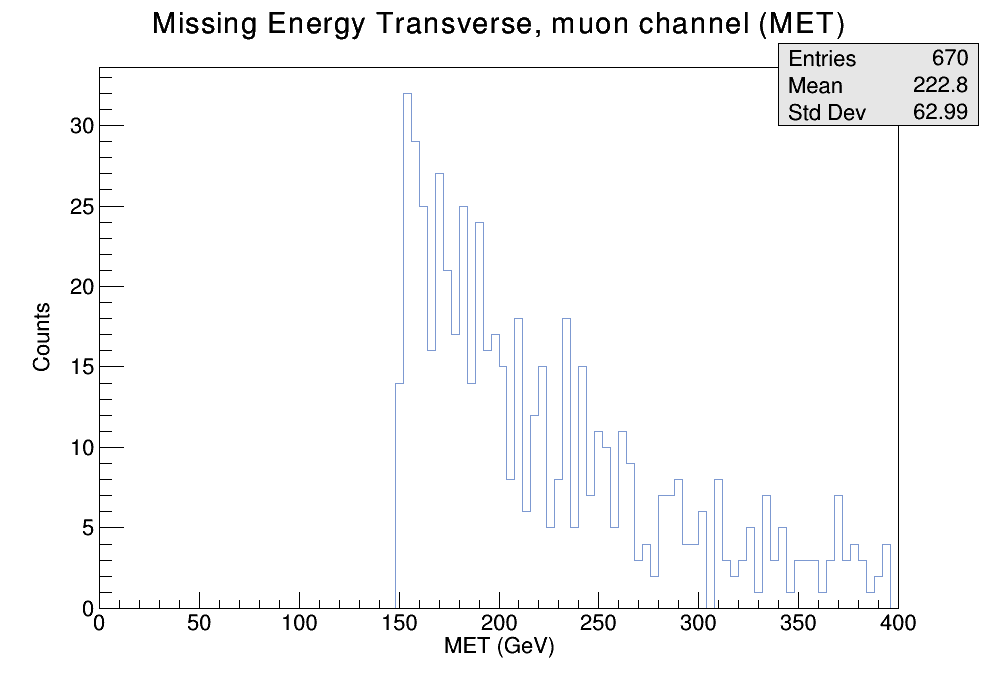 Missing Energy Transverse, muon channel (MET)
Entries 670
Mean 222.8
Std Dev 62.99
30
25
20
15
10
5
0
Counts
0 50 100 150 200 250 300 350 400
MET (GeV)